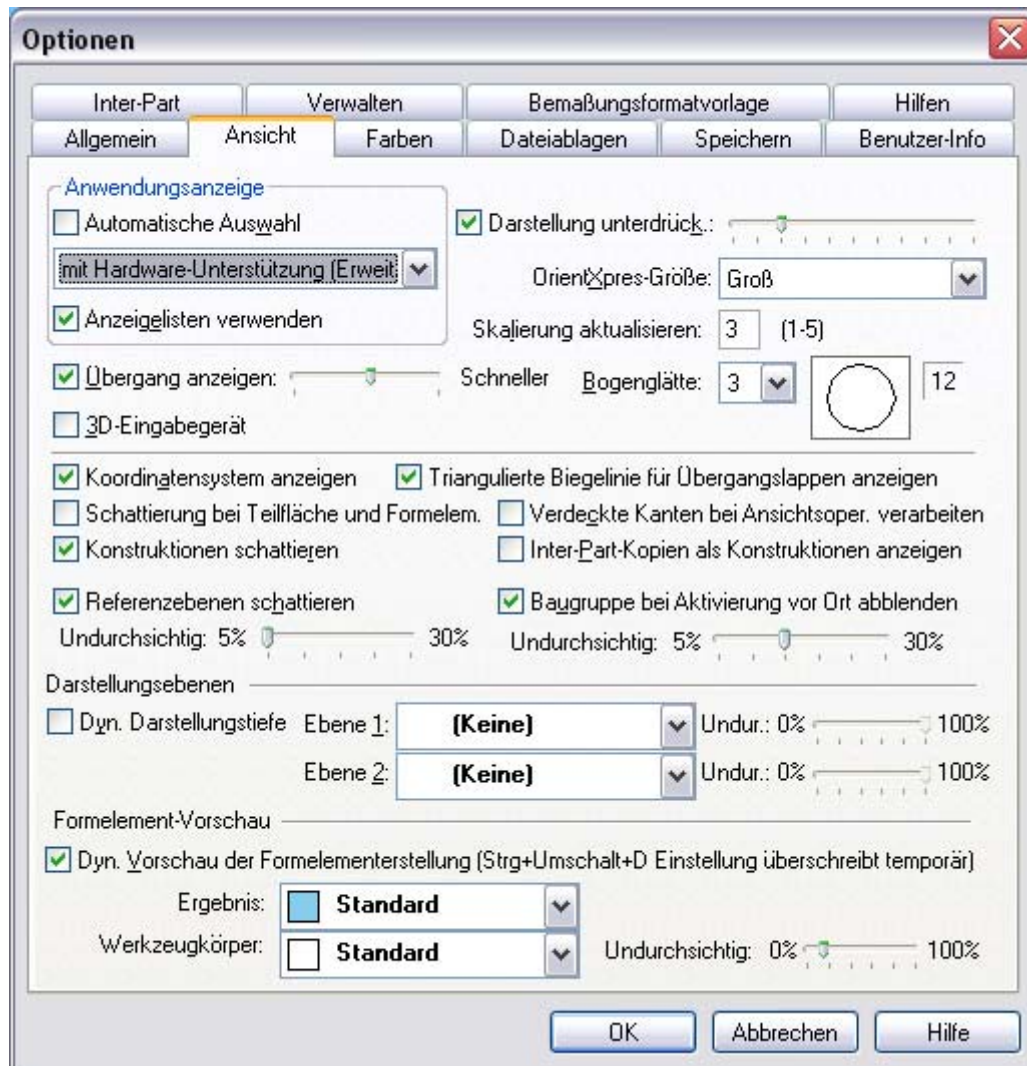 Optionen
Inter-Part Verwalten Bemaßungsformatvorlage Hilfen
Allgemein Ansicht Farben Dateiablagen Speichern Benutzer-Info
Anwendungsanzeige
Automatische Auswahl
Darstellung unterdrück.:
mit Hardware-Unterstützung (Erweit
OrientXpres-Größe: Groß
Anzeigelisten verwenden
Skalierung aktualisieren: 3 (1-5)
Übergang anzeigen: Schneller
Bogenglätte: 3 12
3D-Eingabegerät
Koordinatensystem anzeigen Triangulierte Biegelinie für Übergangslappen anzeigen
Schattierung bei Teilfläche und Formelem. Verdeckte Kanten bei Ansichtsoper. verarbeiten
Konstruktionen schattieren Inter-Part-Kopien als Konstruktionen anzeigen
Referenzebenen schattieren Baugruppe bei Aktivierung vor Ort abblenden
Undurchsichtig: 5% 30% Undurchsichtig: 5% 30%
Darstellungsebenen
Dyn. Darstellungstiefe Ebene 1: (Keine) Undur.: 0% 100%
Ebene 2: (Keine) Undur.: 0% 100%
Formelement-Vorschau
Dyn. Vorschau der Formelementerstellung (Strg+Umschalt+D Einstellung überschreibt temporär)
Ergebnis: Standard
Werkzeugkörper: Standard Undurchsichtig: 0% 100%
OK Abbrechen Hilfe